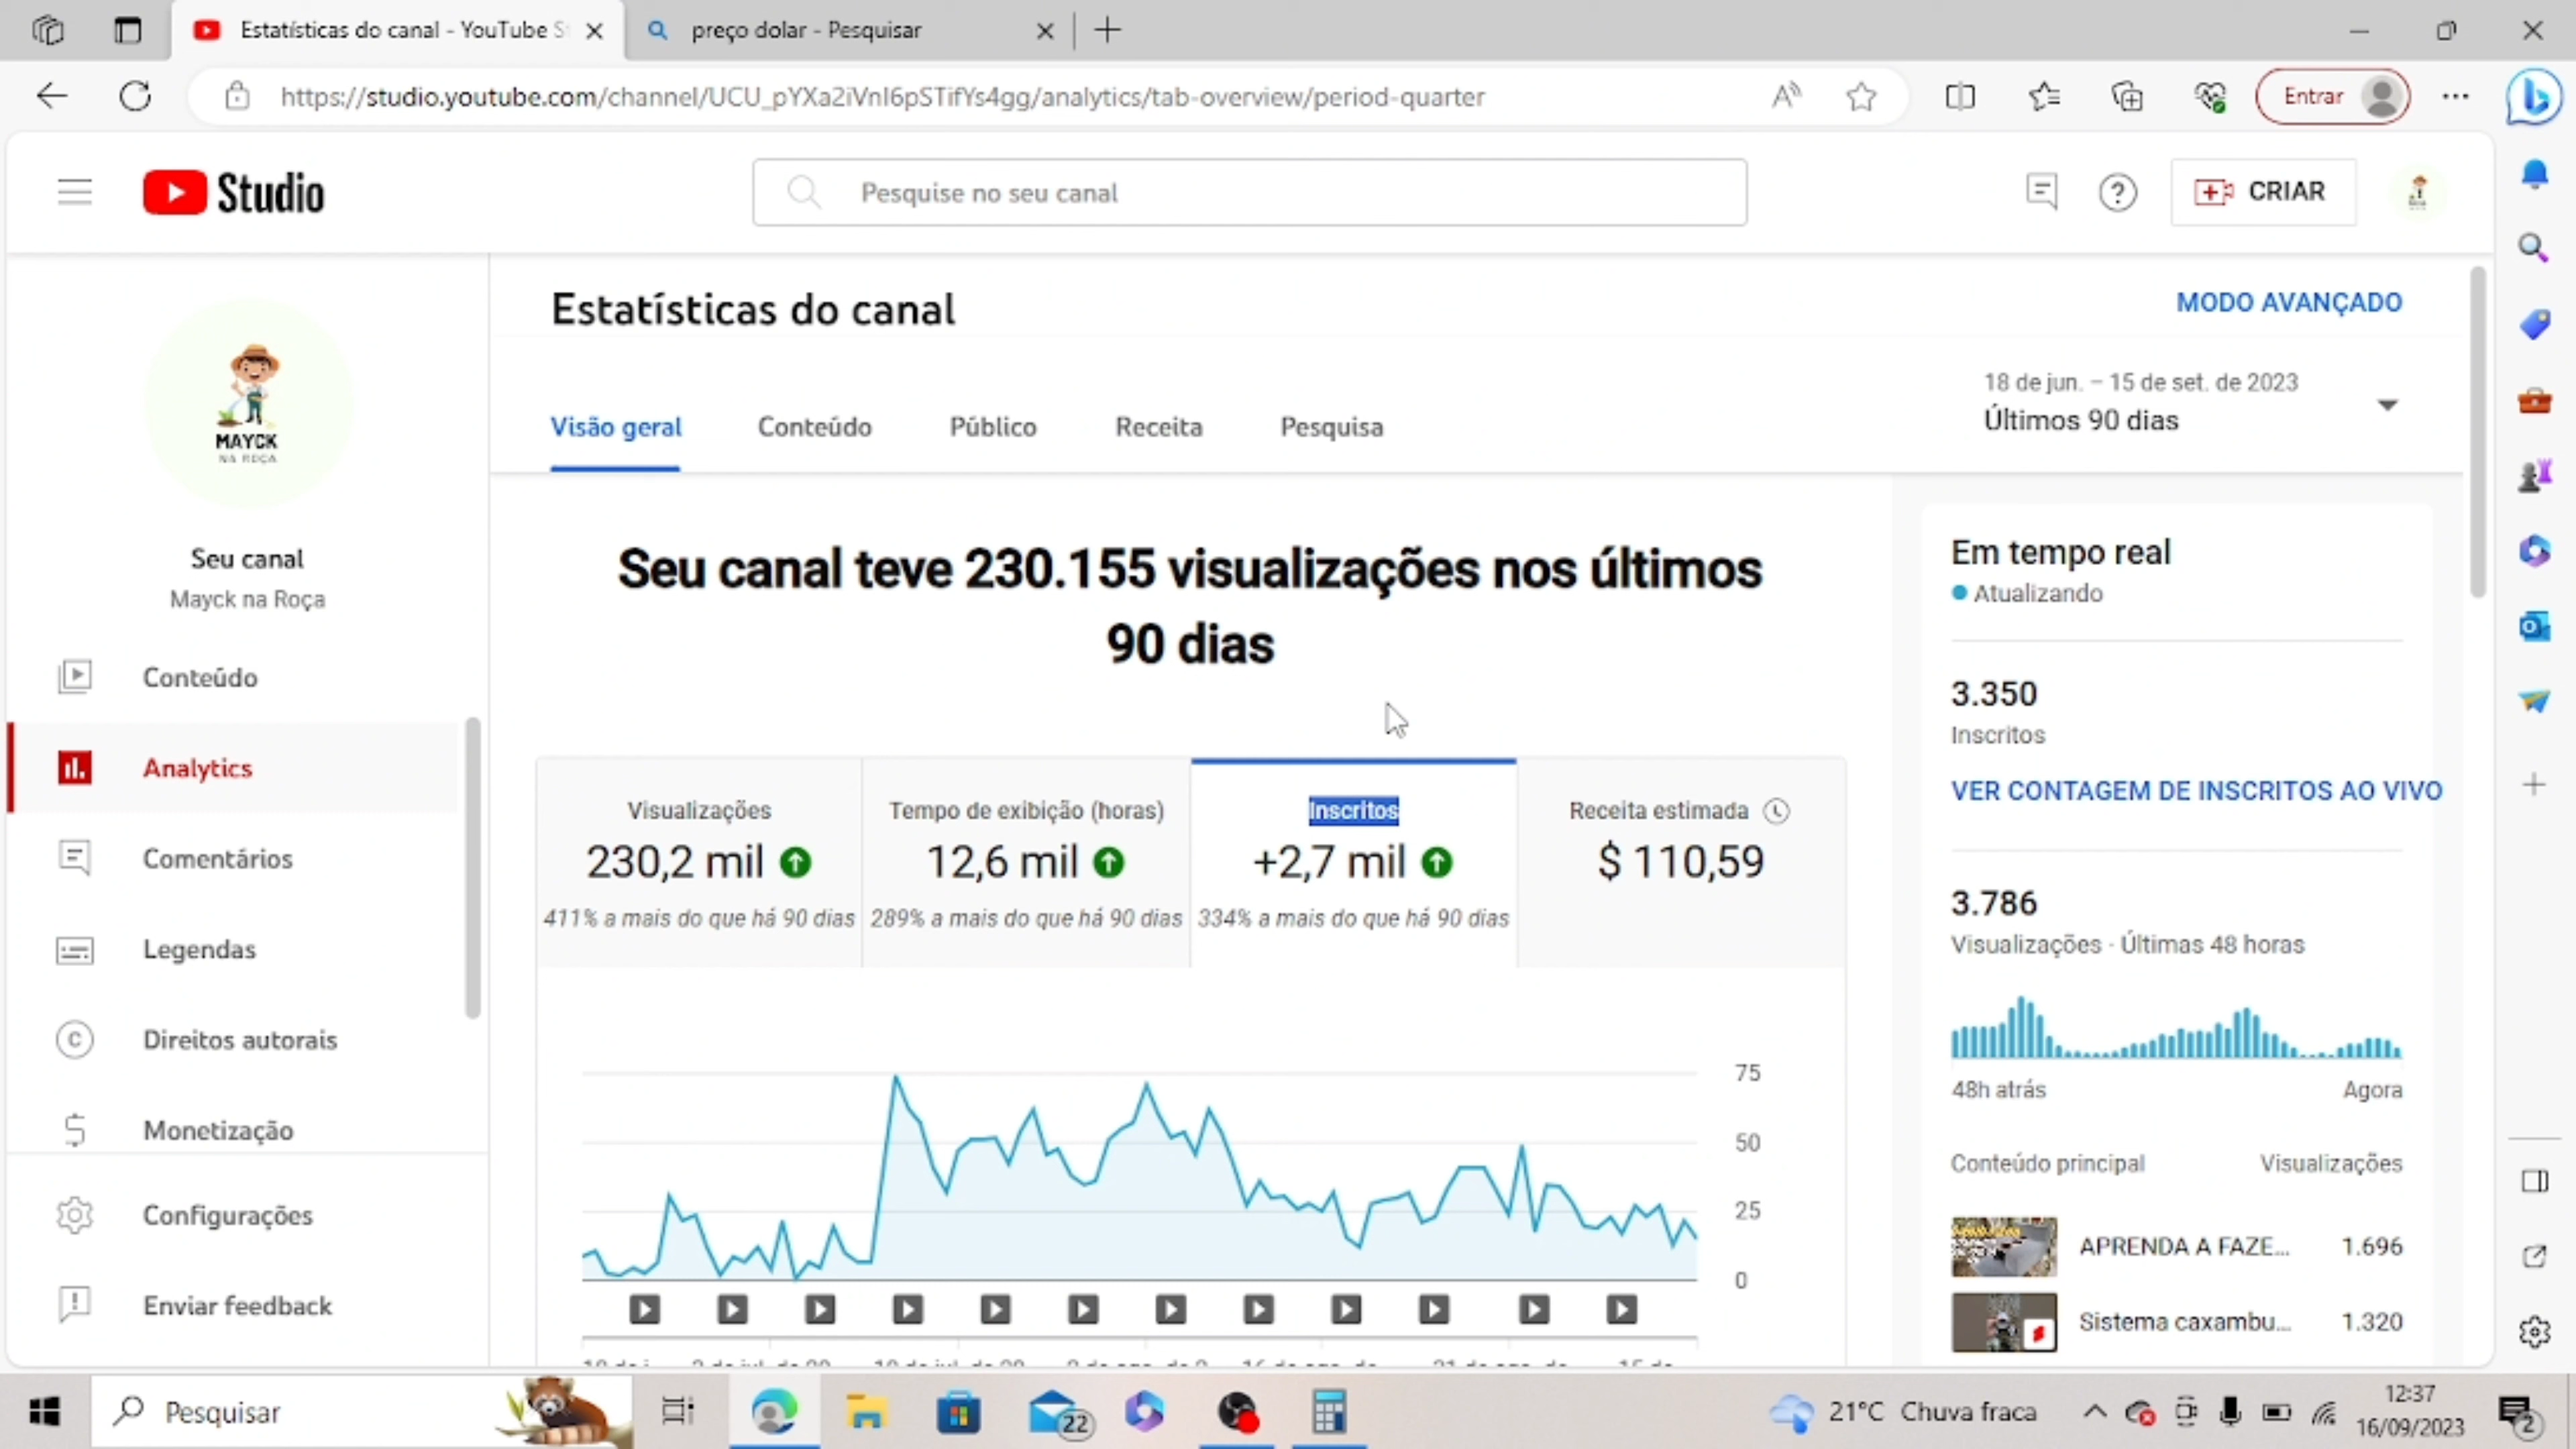 Estatísticas do canal - YouTube S
preço dolar - Pesquisar
https://studio.youtube.com/channel/UCU_pYXa2iVnI6pSTifYs4gg/analytics/tab-overview/period-quarter
Entrar
Studio
Pesquise no seu canal
CRIAR
MAYCK
NA ROÇA
Seu canal
Mayck na Roça
Conteúdo
Analytics
Comentários
Legendas
Direitos autorais
Monetização
Configurações
Enviar feedback
Estatísticas do canal
MODO AVANÇADO
Visão geral
Conteúdo
Público
Receita
Pesquisa
18 de jun. – 15 de set. de 2023
Últimos 90 dias
Seu canal teve 230.155 visualizações nos últimos
90 dias
Visualizações
230,2 mil
411% a mais do que há 90 dias
Tempo de exibição (horas)
12,6 mil
289% a mais do que há 90 dias
Inscritos
+2,7 mil
334% a mais do que há 90 dias
Receita estimada
$ 110,59
75
50
25
0
Em tempo real
Atualizando
3.350
Inscritos
VER CONTAGEM DE INSCRITOS AO VIVO
3.786
Visualizações · Últimas 48 horas
48h atrás
Agora
Conteúdo principal
Visualizações
APRENDA A FAZE...
1.696
Sistema caxambu...
1.320
Pesquisar
22
21°C Chuva fraca
12:37
16/09/2023
2